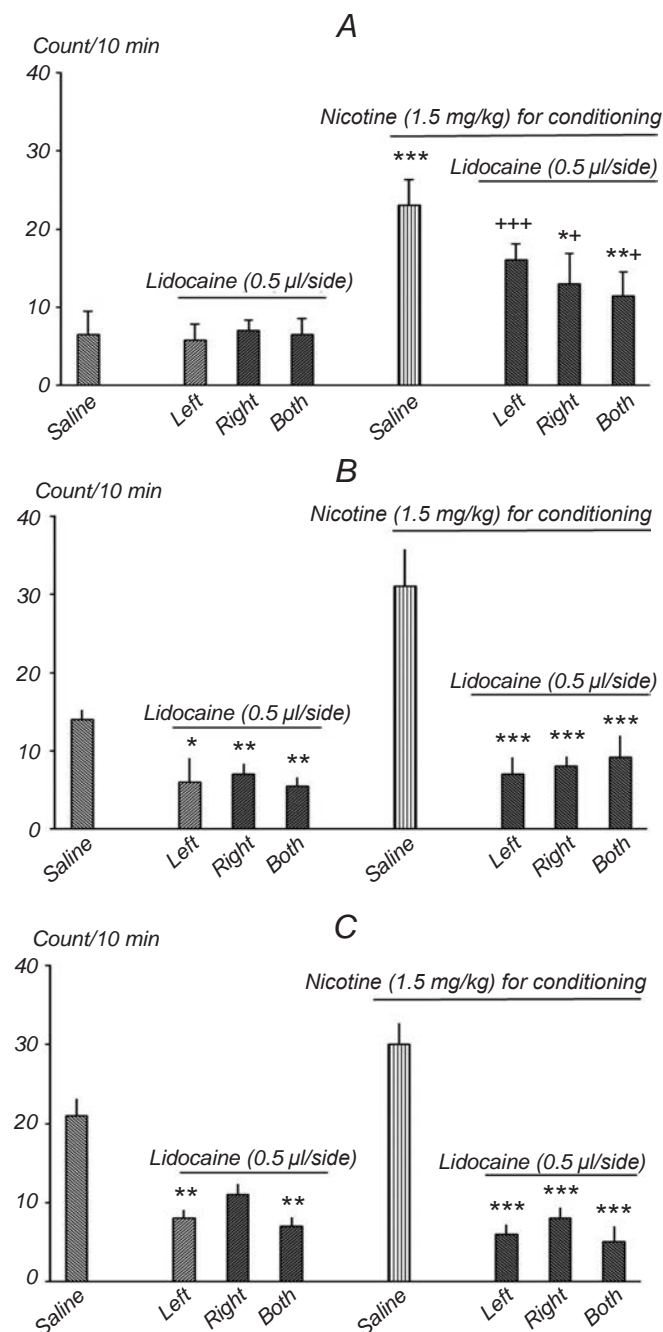 A
Count/10 min
40
Nicotine (1.5 mg/kg) for conditioning
***
Lidocaine (0.5 µl/side)
30
+++
*+
**+
20
Lidocaine (0.5 µl/side)
10
0
Saline
Left
Right
Both
Saline
Left
Right
Both
B
Count/10 min
40
Nicotine (1.5 mg/kg) for conditioning
30
20
Lidocaine (0.5 µl/side)
Lidocaine (0.5 µl/side)
*
**
**
***
***
***
10
0
Saline
Left
Right
Both
Saline
Left
Right
Both
C
Count/10 min
40
Nicotine (1.5 mg/kg) for conditioning
30
20
Lidocaine (0.5 µl/side)
Lidocaine (0.5 µl/side)
**
**
***
***
***
10
0
Saline
Left
Right
Both
Saline
Left
Right
Both